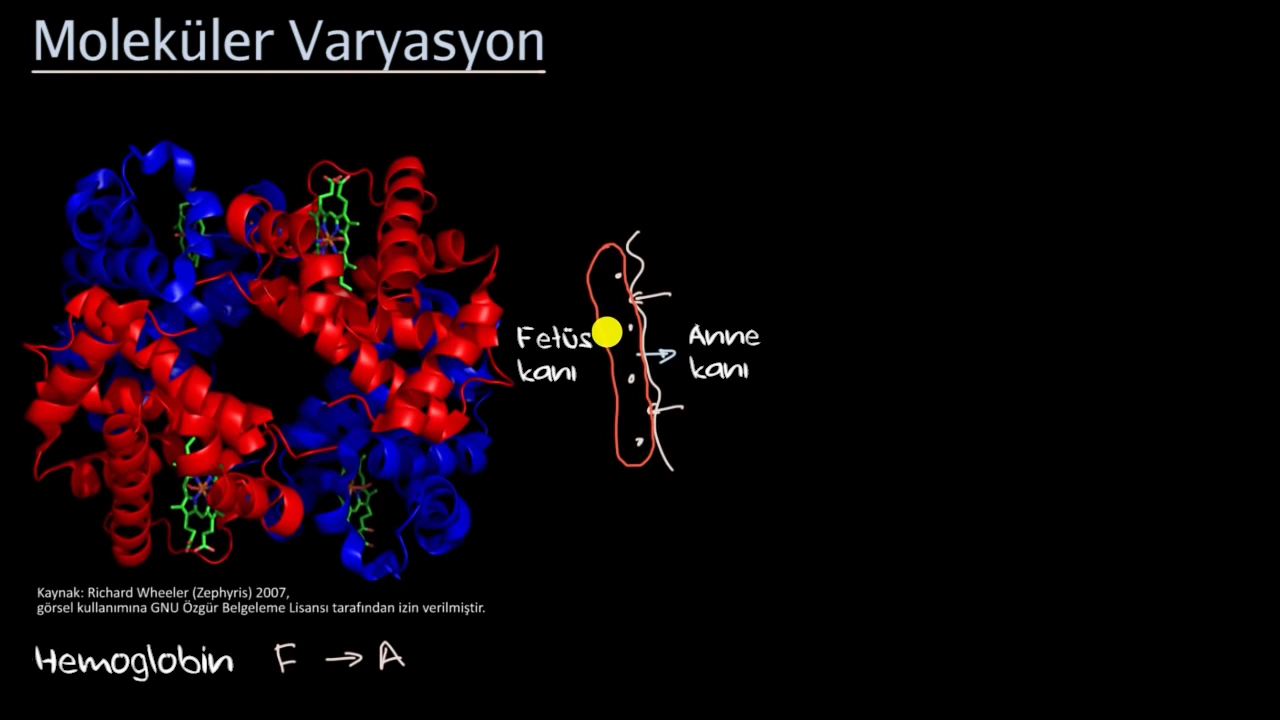 Moleküler Varyasyon
Fetüs
kanı
Anne
kanı
Kaynak: Richard Wheeler (Zephyris) 2007,
görsel kullanımına GNU Özgür Belgeleme Lisansı tarafından izin verilmiştir.
Hemoglobin F → A